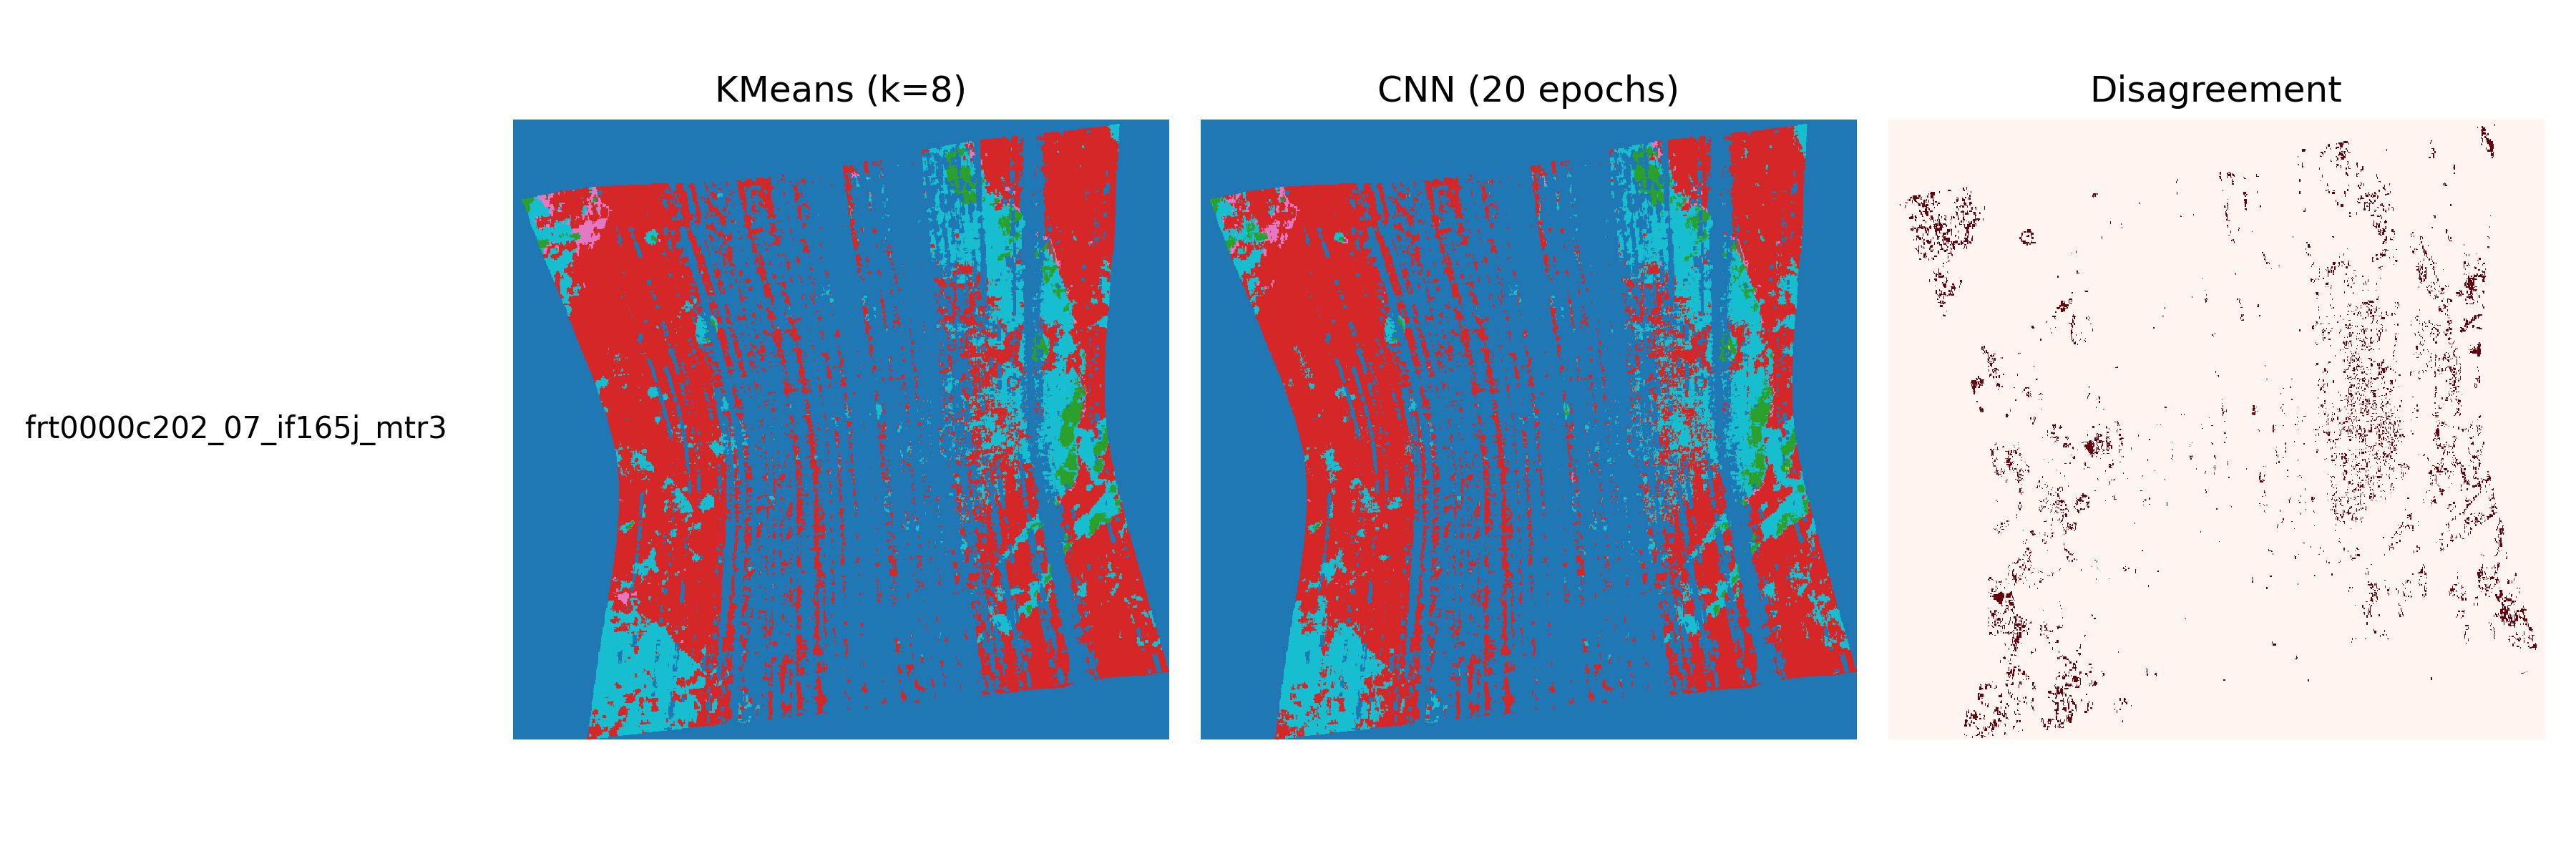 KMeans (k=8)
CNN (20 epochs)
Disagreement
frt0000c202_07_if165j_mtr3